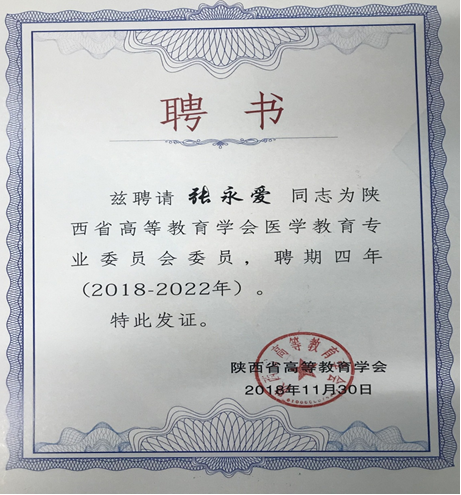 聘书
兹聘请 张永爱 同志为陕
西省高等教育学会医学教育专
业委员会委员，聘期四年
（2018-2022年）。
特此发证。
陕西省高等教育学会
2018年11月30日